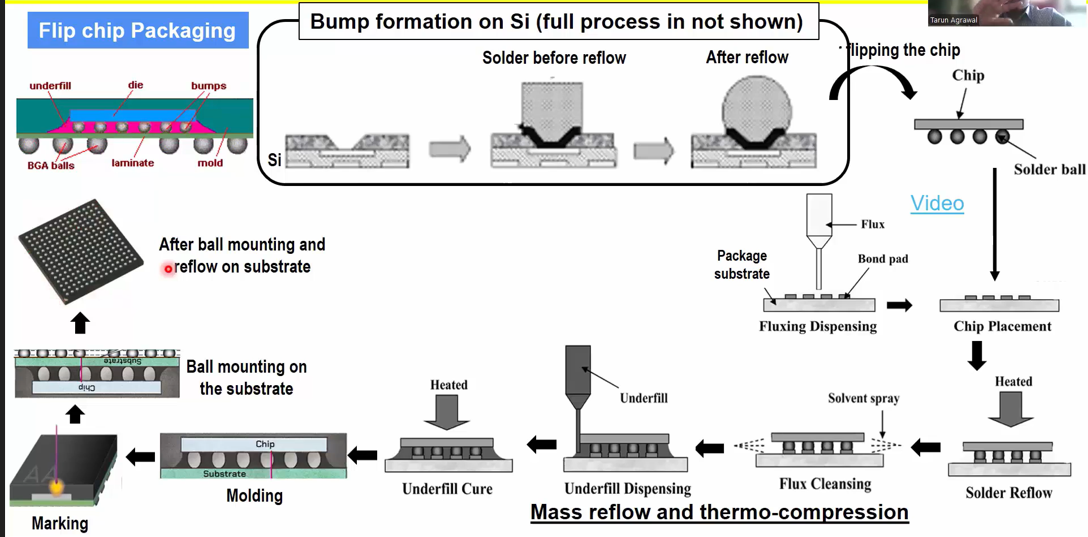 Flip chip Packaging
Bump formation on Si (full process in not shown)
Tarun Agrawal
Solder before reflow
After reflow
flipping the chip
underfill
die
bumps
BGA balls
laminate
mold
Si
Chip
Solder ball
Video
Flux
Package
substrate
Bond pad
Fluxing Dispensing
Chip Placement
After ball mounting and
reflow on substrate
Substrate
Chip
Ball mounting on
the substrate
Heated
Underfill
Solvent spray
Heated
AA
Marking
Chip
Substrate
Molding
Underfill Cure
Underfill Dispensing
Flux Cleansing
Solder Reflow
Mass reflow and thermo-compression